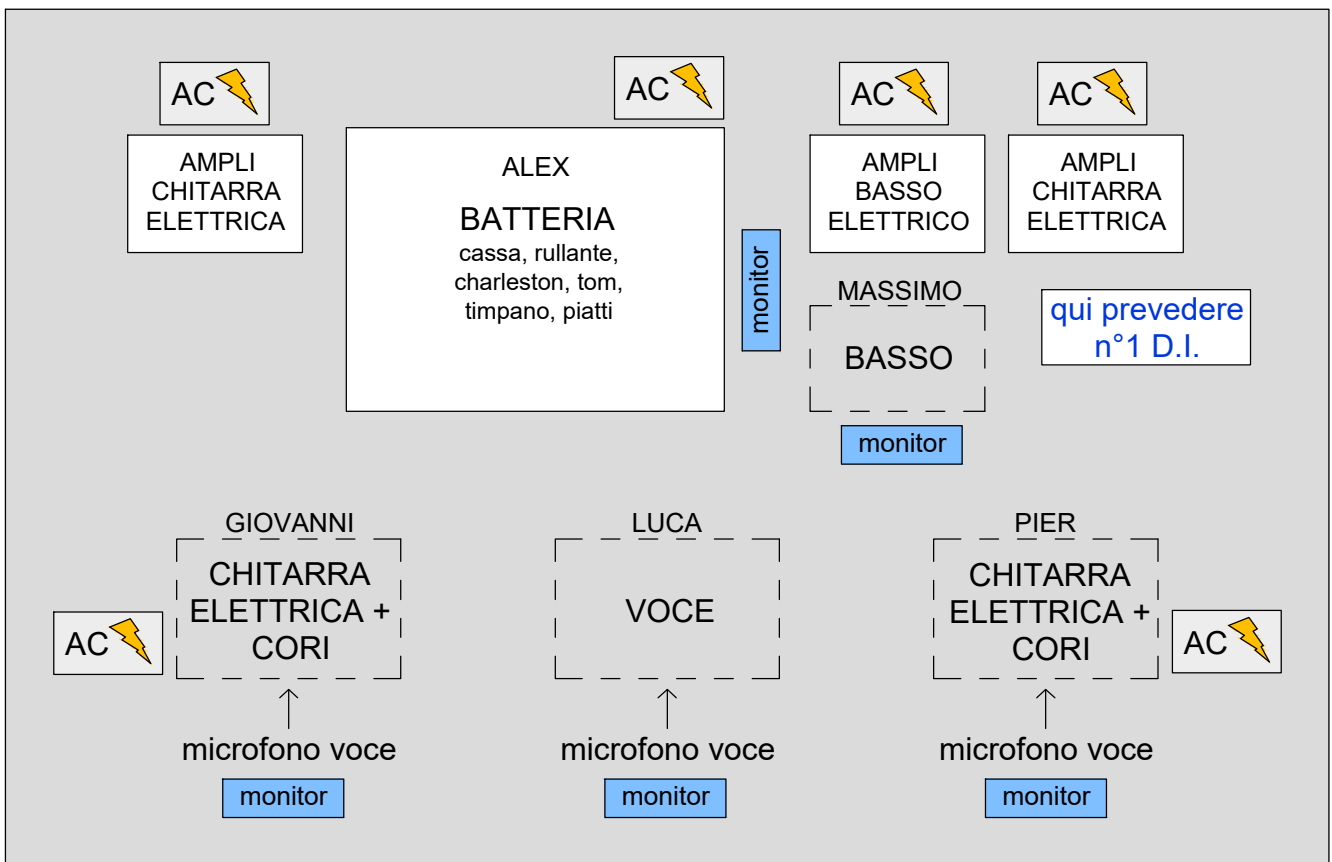 AC
AC
AC
AC
AMPLI
CHITARRA
ELETTRICA
ALEX
BATTERIA
cassa, rullante,
charleston, tom,
timpano, piatti
monitor
AMPLI
BASSO
ELETTRICO
AMPLI
CHITARRA
ELETTRICA
MASSIMO
BASSO
monitor
qui prevedere
n°1 D.I.
GIOVANNI
CHITARRA
ELETTRICA +
CORI
AC
LUCA
VOCE
PIER
CHITARRA
ELETTRICA +
CORI
AC
microfono voce
monitor
microfono voce
monitor
microfono voce
monitor